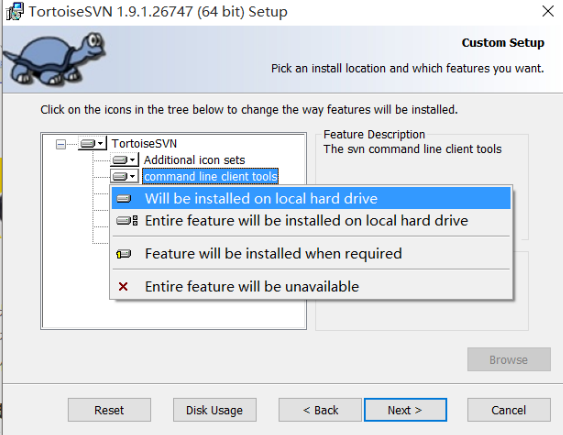 TortoiseSVN 1.9.1.26747 (64 bit) Setup
Custom Setup
Pick an install location and which features you want.
Click on the icons in the tree below to change the way features will be installed.
TortoiseSVN
Additional icon sets
command line client tools
Will be installed on local hard drive
Entire feature will be installed on local hard drive
Feature will be installed when required
Entire feature will be unavailable
Feature Description
The svn command line client tools
Browse
Reset
Disk Usage
< Back
Next >
Cancel